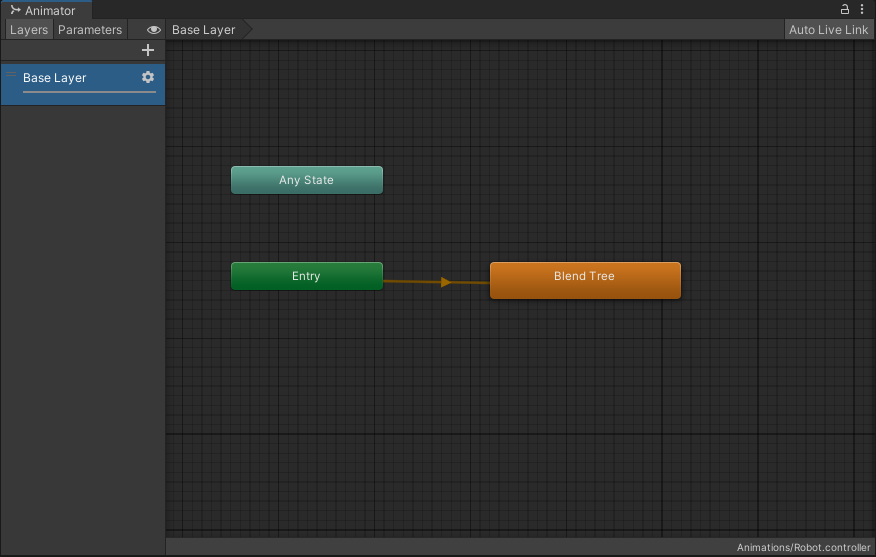 Animator
Layers Parameters Base Layer Auto Live Link
Base Layer
Any State
Entry
Blend Tree
Animations/Robot.controller